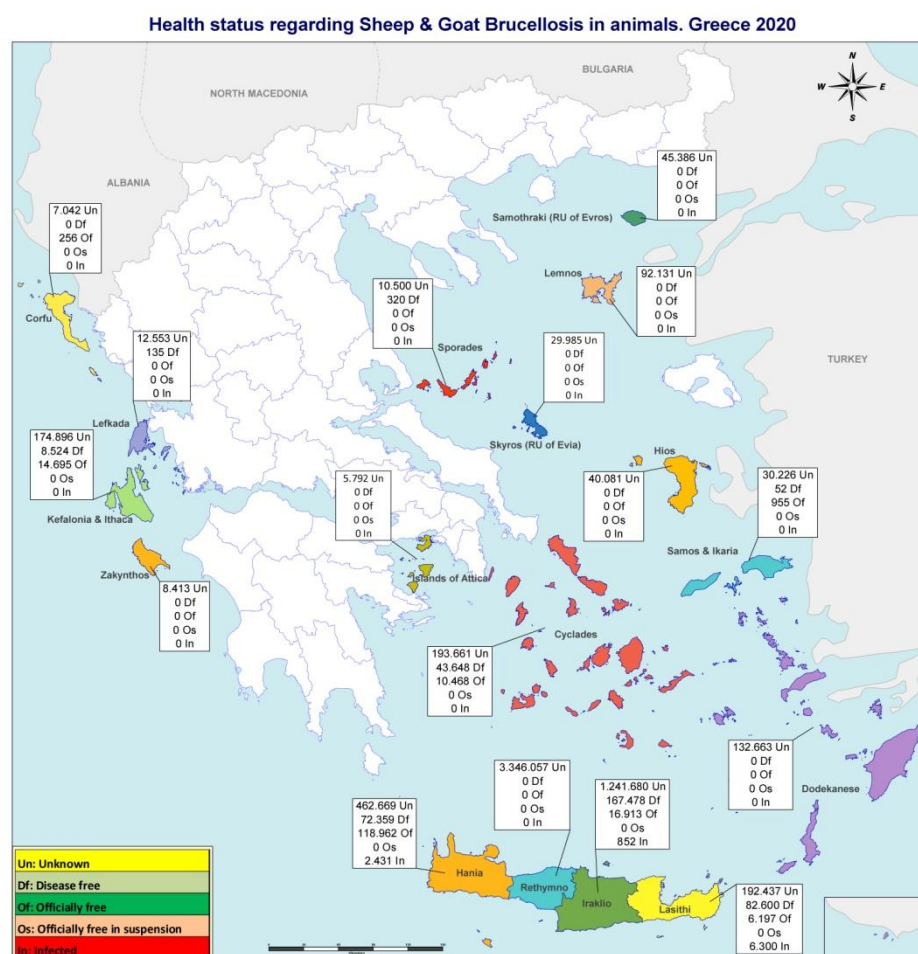 Health status regarding Sheep & Goat Brucellosis in animals. Greece 2020
BULGARIA
NORTH MACEDONIA
ALBANIA
TURKEY
N
W
E
S
45.386 Un
0 Df
0 Of
0 Os
0 In
Samothraki (RU of Evros)
7.042 Un
0 Df
256 Of
0 Os
0 In
Corfu
92.131 Un
0 Df
0 Of
0 Os
0 In
Lemnos
10.500 Un
320 Df
0 Of
0 Os
0 In
Sporades
12.553 Un
135 Df
0 Of
0 Os
0 In
Lefkada
29.985 Un
0 Df
0 Of
0 Os
0 In
Skyros (RU of Evia)
174.896 Un
8.524 Df
14.695 Of
0 Os
0 In
Kefalonia & Ithaca
40.081 Un
0 Df
0 Of
0 Os
0 In
Hios
30.226 Un
52 Df
955 Of
0 Os
0 In
Samos & Ikaria
5.792 Un
0 Df
0 Of
0 Os
0 In
Islands of Attica
Zakynthos
8.413 Un
0 Df
0 Of
0 Os
0 In
Cyclades
193.661 Un
43.648 Df
10.468 Of
0 Os
0 In
132.663 Un
0 Df
0 Of
0 Os
0 In
Dodekanese
3.346.057 Un
0 Df
0 Of
0 Os
0 In
Rethymno
1.241.680 Un
167.478 Df
16.913 Of
0 Os
852 In
Iraklio
462.669 Un
72.359 Df
118.962 Of
0 Os
2.431 In
Hania
Lasithi
192.437 Un
82.600 Df
6.197 Of
0 Os
6.300 In
Un: Unknown
Df: Disease free
Of: Officially free
Os: Officially free in suspension
In: Infected